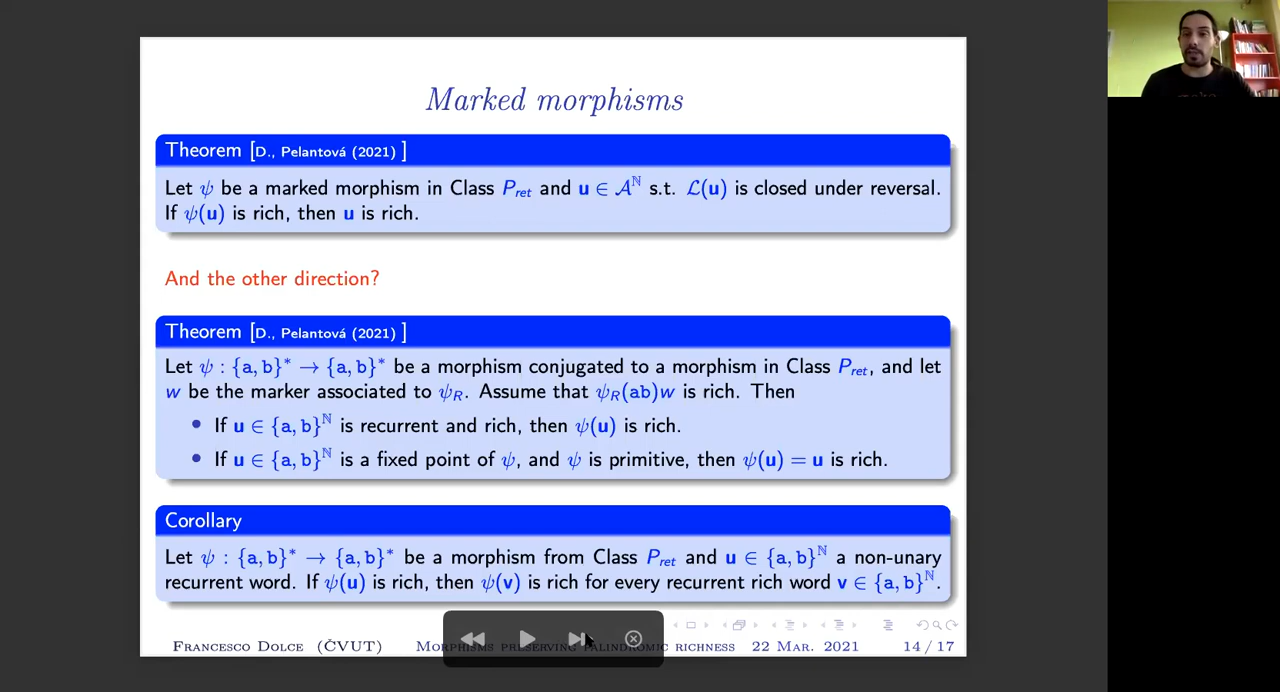 Marked morphisms
Theorem [D., Pelantová (2021) ]
Let ψ be a marked morphism in Class P_ret and u ∈ 𝒜^ℕ s.t. ℒ(u) is closed under reversal.
If ψ(u) is rich, then u is rich.
And the other direction?
Theorem [D., Pelantová (2021) ]
Let ψ : {a, b}* → {a, b}* be a morphism conjugated to a morphism in Class P_ret, and let
w be the marker associated to ψ_R. Assume that ψ_R(ab)w is rich. Then
• If u ∈ {a, b}^ℕ is recurrent and rich, then ψ(u) is rich.
• If u ∈ {a, b}^ℕ is a fixed point of ψ, and ψ is primitive, then ψ(u) = u is rich.
Corollary
Let ψ : {a, b}* → {a, b}* be a morphism from Class P_ret and u ∈ {a, b}^ℕ a non-unary
recurrent word. If ψ(u) is rich, then ψ(v) is rich for every recurrent rich word v ∈ {a, b}^ℕ.
Francesco Dolce (ČVUT) Morphisms preserving palindromic richness 22 Mar. 2021 14 / 17